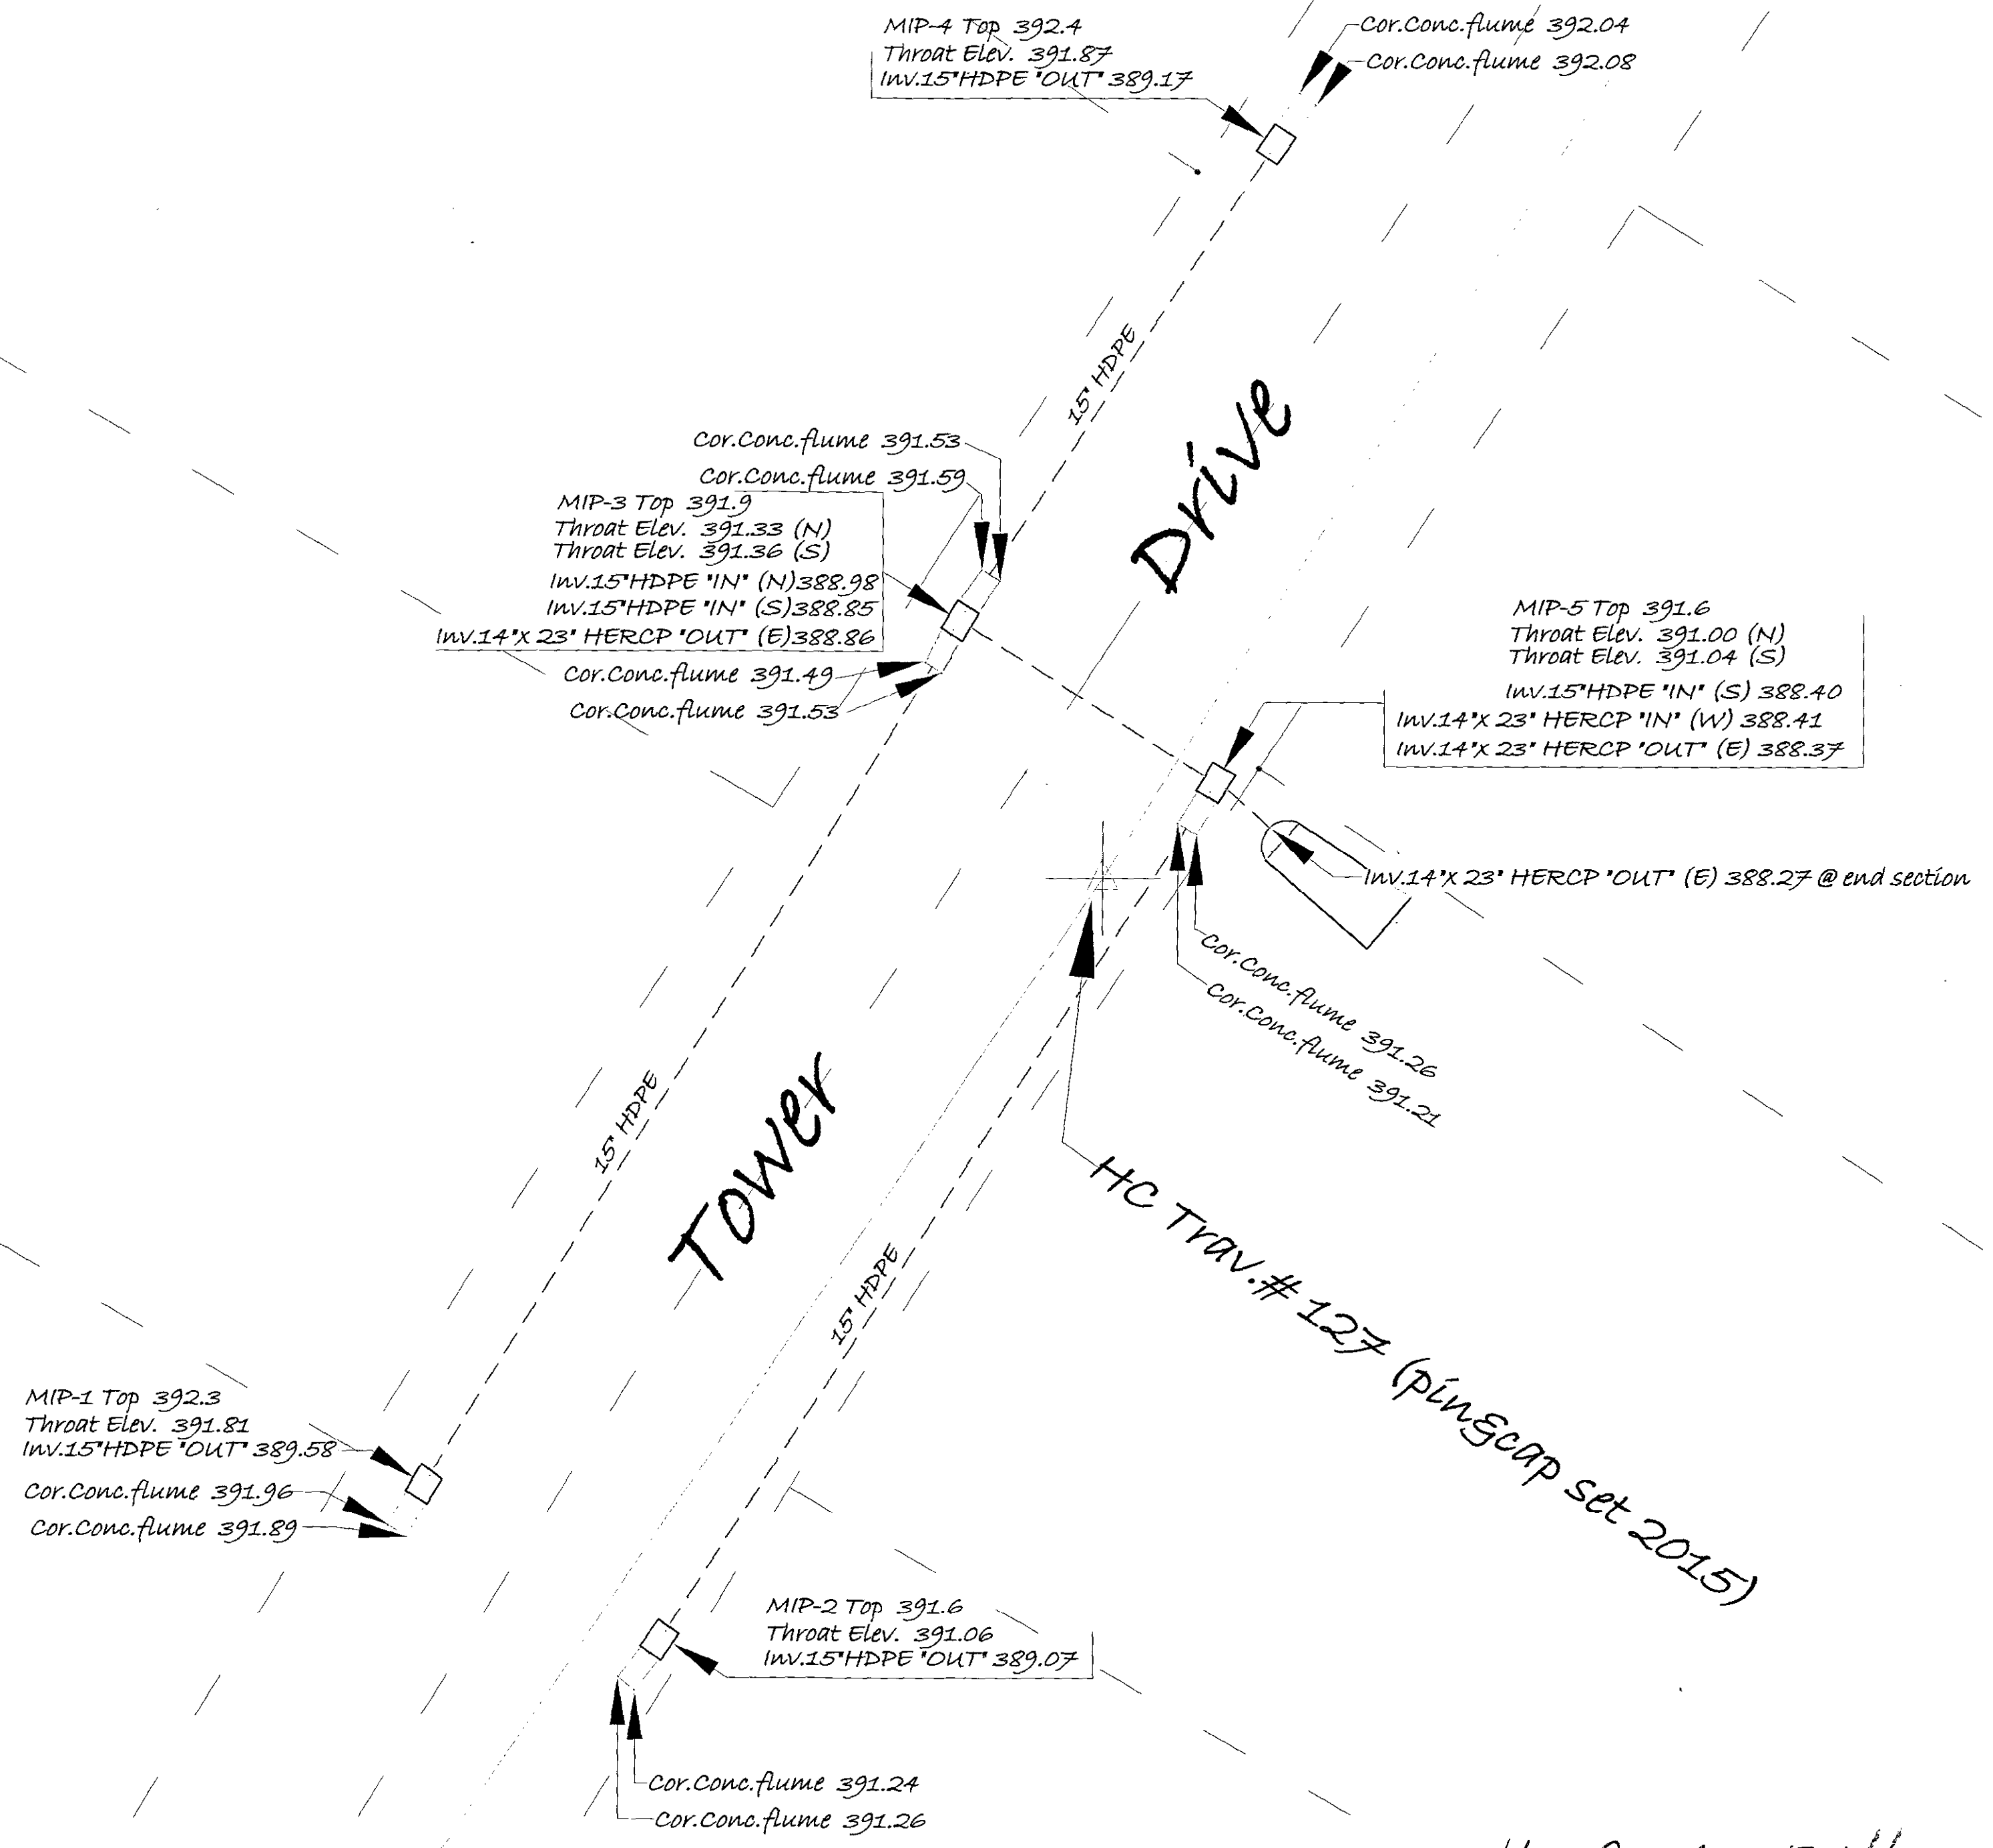 MIP-4 Top 392.4
Throat Elev. 391.87
Inv.15"HDPE "OUT" 389.17
Cor.Conc.flume 392.04
Cor.Conc.flume 392.08
15" HDPE
Drive
Cor.Conc.flume 391.53
Cor.Conc.flume 391.59
MIP-3 Top 391.9
Throat Elev. 391.33 (N)
Throat Elev. 391.36 (S)
Inv.15"HDPE "IN" (N)388.98
Inv.15"HDPE "IN" (S)388.85
Inv.14"X 23" HERCP "OUT" (E)388.86
Cor.Conc.flume 391.49
Cor.Conc.flume 391.53
MIP-5 Top 391.6
Throat Elev. 391.00 (N)
Throat Elev. 391.04 (S)
Inv.15"HDPE "IN" (S) 388.40
Inv.14"X 23" HERCP "IN" (W) 388.41
Inv.14"X 23" HERCP "OUT" (E) 388.37
Inv.14"X 23" HERCP "OUT" (E) 388.27 @ end section
Cor.Conc.flume 391.26
Cor.Conc.flume 391.21
15" HDPE
Tower
15" HDPE
HC Trav.# 127 (pin&cap set 2015)
MIP-1 Top 392.3
Throat Elev. 391.81
Inv.15"HDPE "OUT" 389.58
Cor.Conc.flume 391.96
Cor.Conc.flume 391.89
MIP-2 Top 391.6
Throat Elev. 391.06
Inv.15"HDPE "OUT" 389.07
Cor.Conc.flume 391.24
Cor.Conc.flume 391.26